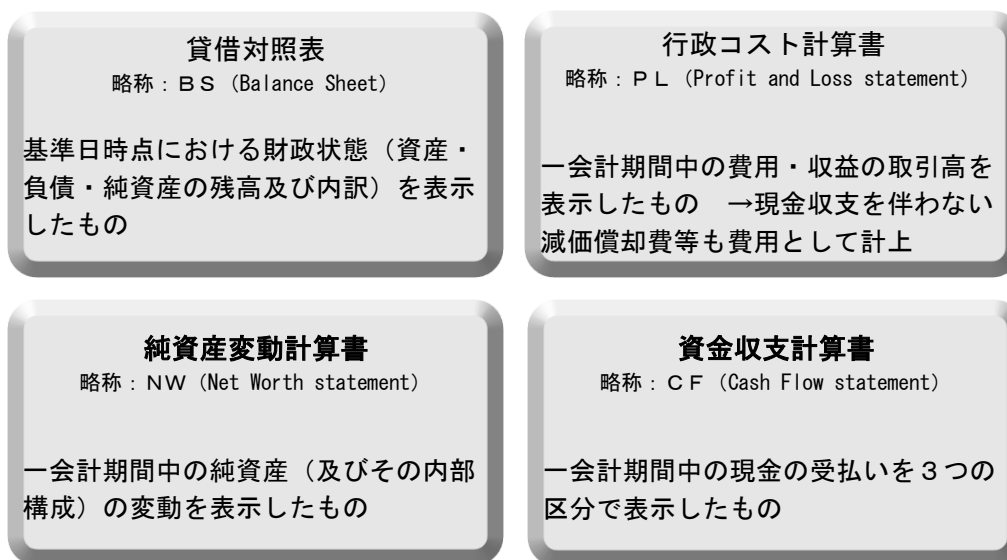 貸借対照表
略称：ＢＳ（Balance Sheet）
基準日時点における財政状態（資産・
負債・純資産の残高及び内訳）を表示
したもの
行政コスト計算書
略称：ＰＬ（Profit and Loss statement）
一会計期間中の費用・収益の取引高を
表示したもの　→現金収支を伴わない
減価償却費等も費用として計上
純資産変動計算書
略称：ＮＷ（Net Worth statement）
一会計期間中の純資産（及びその内部
構成）の変動を表示したもの
資金収支計算書
略称：ＣＦ（Cash Flow statement）
一会計期間中の現金の受払いを３つの
区分で表示したもの